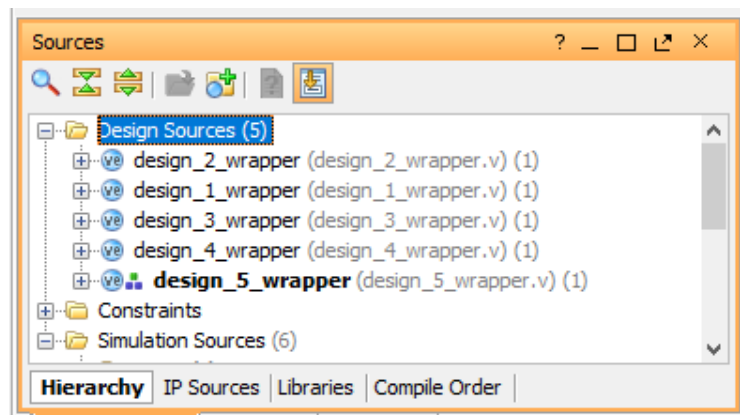 Sources ?
Design Sources (5)
design_2_wrapper (design_2_wrapper.v) (1)
design_1_wrapper (design_1_wrapper.v) (1)
design_3_wrapper (design_3_wrapper.v) (1)
design_4_wrapper (design_4_wrapper.v) (1)
design_5_wrapper (design_5_wrapper.v) (1)
Constraints
Simulation Sources (6)
Hierarchy IP Sources Libraries Compile Order